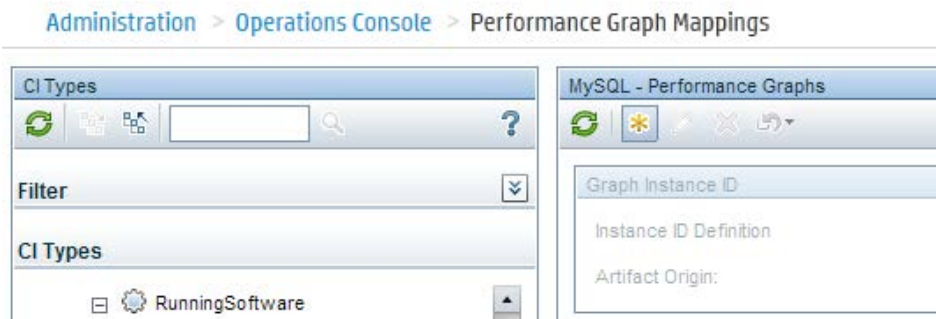 Administration > Operations Console > Performance Graph Mappings
CI Types
?
Filter
CI Types
RunningSoftware
MySQL - Performance Graphs
Graph Instance ID
Instance ID Definition
Artifact Origin: